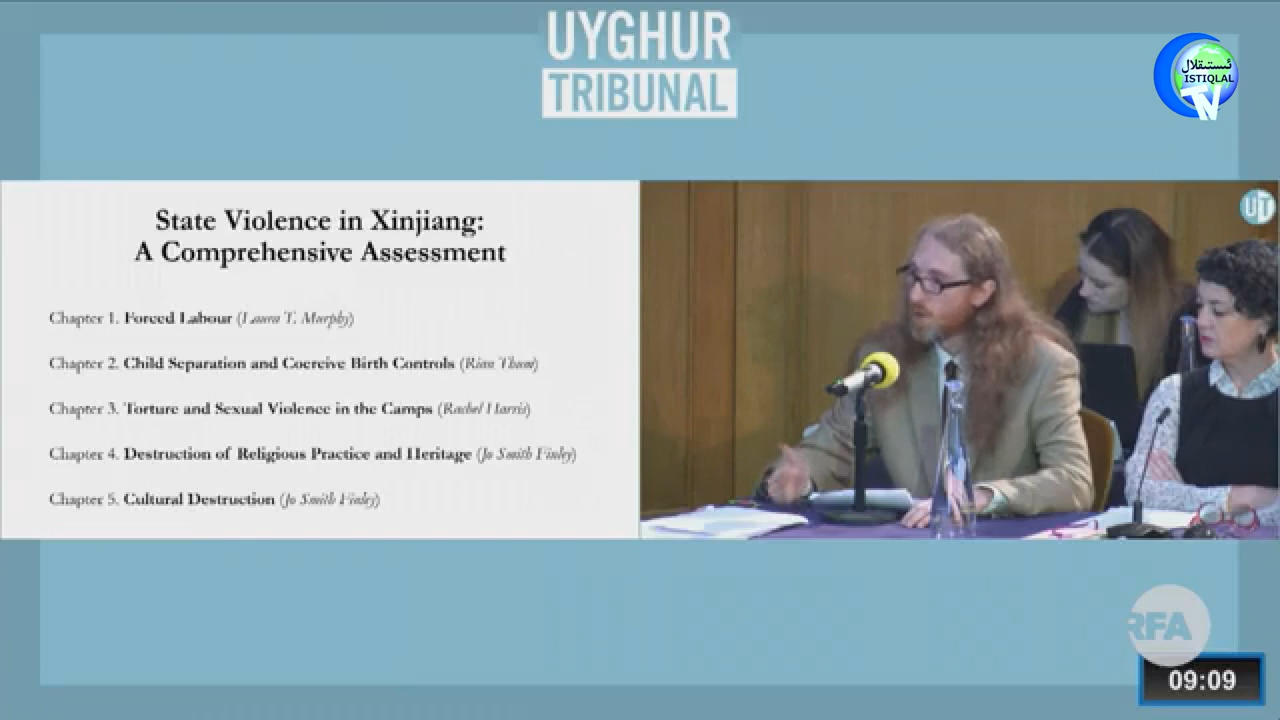 UYGHUR
TRIBUNAL
ئىستىقلال
ISTIQLAL
TV
State Violence in Xinjiang:
A Comprehensive Assessment
Chapter 1. Forced Labour (Laura T. Murphy)
Chapter 2. Child Separation and Coercive Birth Controls (Rian Thum)
Chapter 3. Torture and Sexual Violence in the Camps (Rachel Harris)
Chapter 4. Destruction of Religious Practice and Heritage (Jo Smith Finley)
Chapter 5. Cultural Destruction (Jo Smith Finley)
UT
RFA
09:09